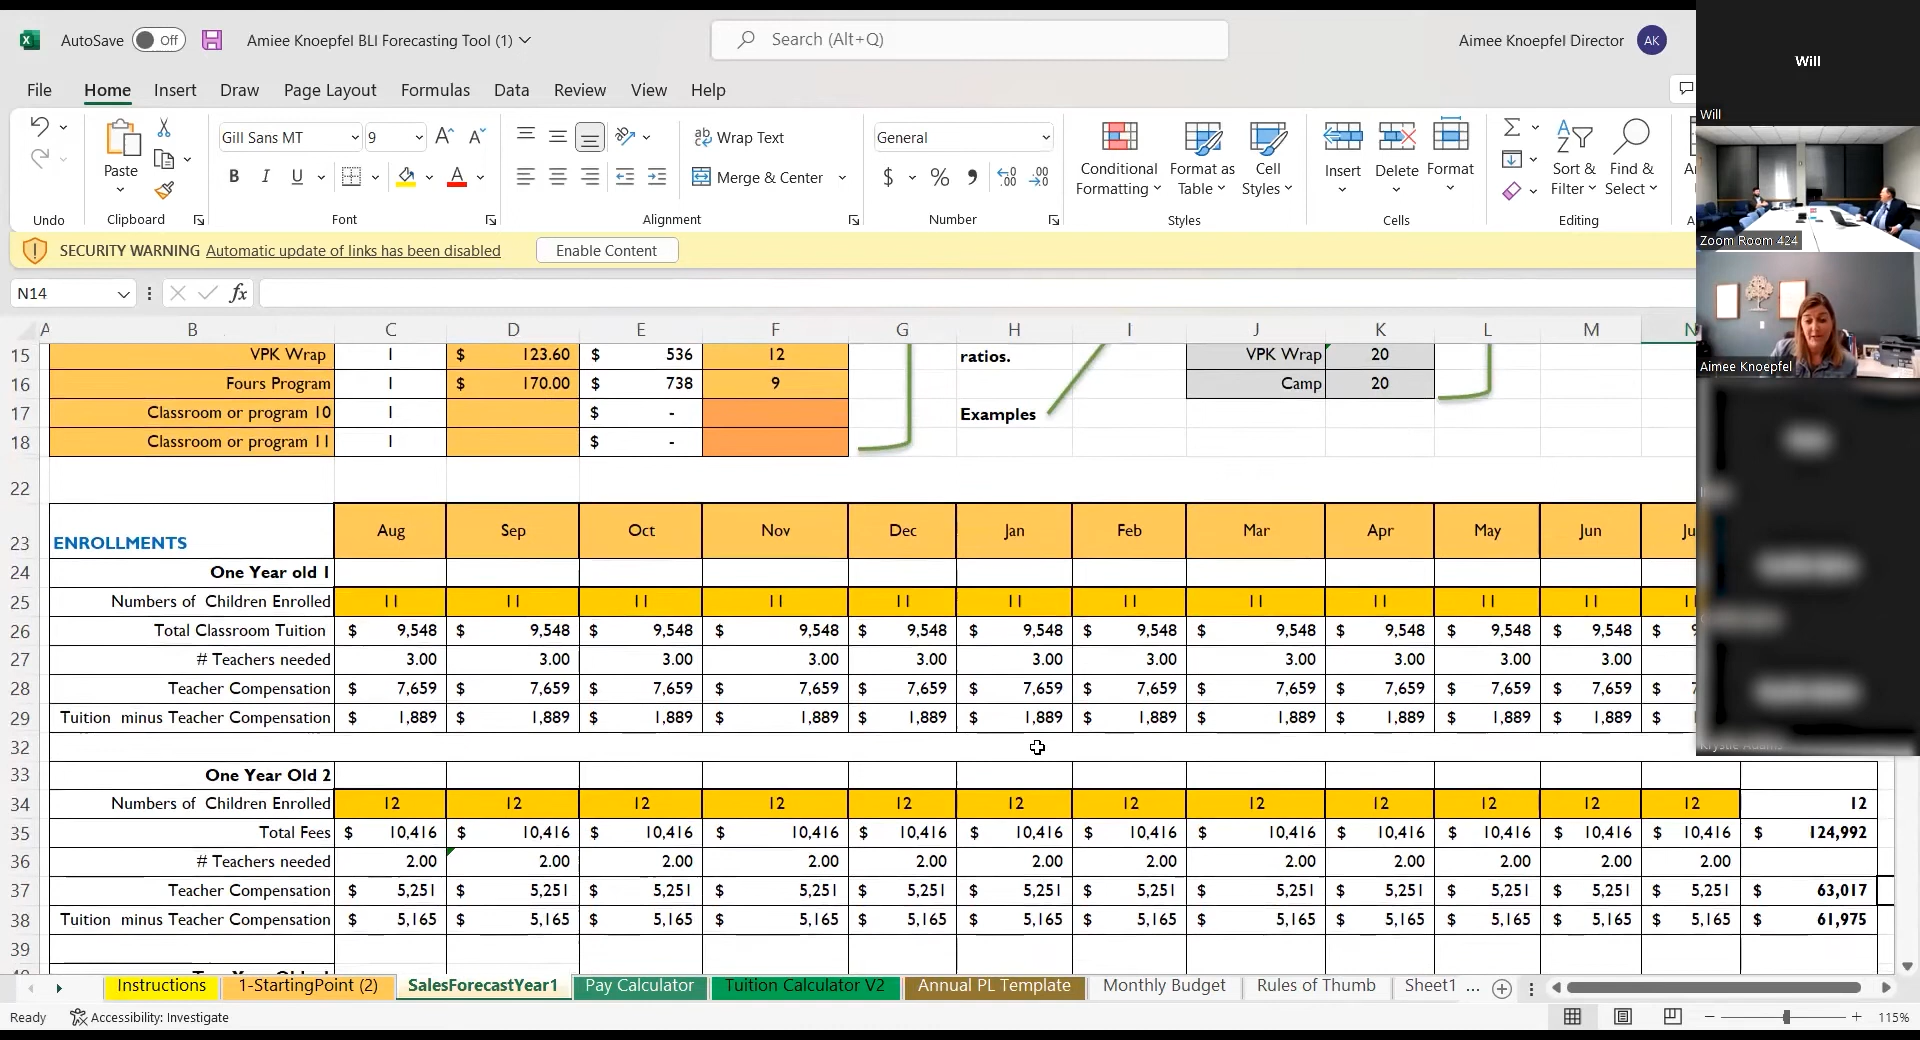 AutoSave Off Amiee Knoepfel BLI Forecasting Tool (1) Search (Alt+Q) Aimee Knoepfel Director AK
Will
Will
Zoom Room 424
Aimee Knoepfel
File Home Insert Draw Page Layout Formulas Data Review View Help
Gill Sans MT 9 Wrap Text General
Paste B I U Merge & Center $ % Conditional Formatting Format as Table Cell Styles Insert Delete Format Sort & Filter Find & Select
Undo Clipboard Font Alignment Number Styles Cells Editing
SECURITY WARNING Automatic update of links has been disabled Enable Content
N14 fx
A B C D E F G H I J K L M N
15 VPK Wrap 1 $ 123.60 $ 536 12 ratios. VPK Wrap 20
16 Fours Program 1 $ 170.00 $ 738 9 Camp 20
17 Classroom or program 10 1 $ - Examples
18 Classroom or program 11 1 $ -
22
23 ENROLLMENTS Aug Sep Oct Nov Dec Jan Feb Mar Apr May Jun
24 One Year old 1
25 Numbers of Children Enrolled 11 11 11 11 11 11 11 11 11 11 11 11
26 Total Classroom Tuition $ 9,548 $ 9,548 $ 9,548 $ 9,548 $ 9,548 $ 9,548 $ 9,548 $ 9,548 $ 9,548 $ 9,548 $ 9,548 $
27 # Teachers needed 3.00 3.00 3.00 3.00 3.00 3.00 3.00 3.00 3.00 3.00 3.00
28 Teacher Compensation $ 7,659 $ 7,659 $ 7,659 $ 7,659 $ 7,659 $ 7,659 $ 7,659 $ 7,659 $ 7,659 $ 7,659 $ 7,659 $
29 Tuition minus Teacher Compensation $ 1,889 $ 1,889 $ 1,889 $ 1,889 $ 1,889 $ 1,889 $ 1,889 $ 1,889 $ 1,889 $ 1,889 $ 1,889 $
32
33 One Year Old 2
34 Numbers of Children Enrolled 12 12 12 12 12 12 12 12 12 12 12 12 12
35 Total Fees $ 10,416 $ 10,416 $ 10,416 $ 10,416 $ 10,416 $ 10,416 $ 10,416 $ 10,416 $ 10,416 $ 10,416 $ 10,416 $ 10,416 $ 124,992
36 # Teachers needed 2.00 2.00 2.00 2.00 2.00 2.00 2.00 2.00 2.00 2.00 2.00 2.00
37 Teacher Compensation $ 5,251 $ 5,251 $ 5,251 $ 5,251 $ 5,251 $ 5,251 $ 5,251 $ 5,251 $ 5,251 $ 5,251 $ 5,251 $ 5,251 $ 63,017
38 Tuition minus Teacher Compensation $ 5,165 $ 5,165 $ 5,165 $ 5,165 $ 5,165 $ 5,165 $ 5,165 $ 5,165 $ 5,165 $ 5,165 $ 5,165 $ 5,165 $ 61,975
39
Instructions 1-StartingPoint (2) SalesForecastYear1 Pay Calculator Tuition Calculator V2 Annual PL Template Monthly Budget Rules of Thumb Sheet1 ...
Ready Accessibility: Investigate 115%